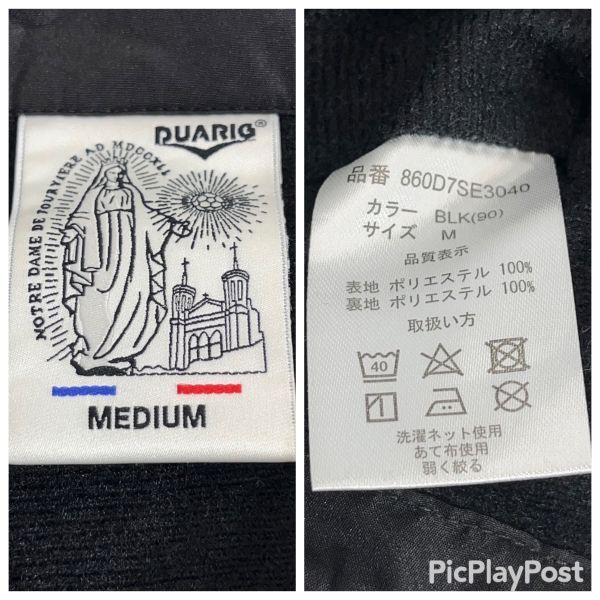 DUARIG®
NOTRE DAME DE FOURVIERE AD MDCCXLI
MEDIUM
品番 860D7SE3040
カラー BLK(90)
サイズ M
品質表示
表地 ポリエステル 100%
裏地 ポリエステル 100%
取扱い方
40
洗濯ネット使用
あて布使用
弱く絞る
PicPlayPost